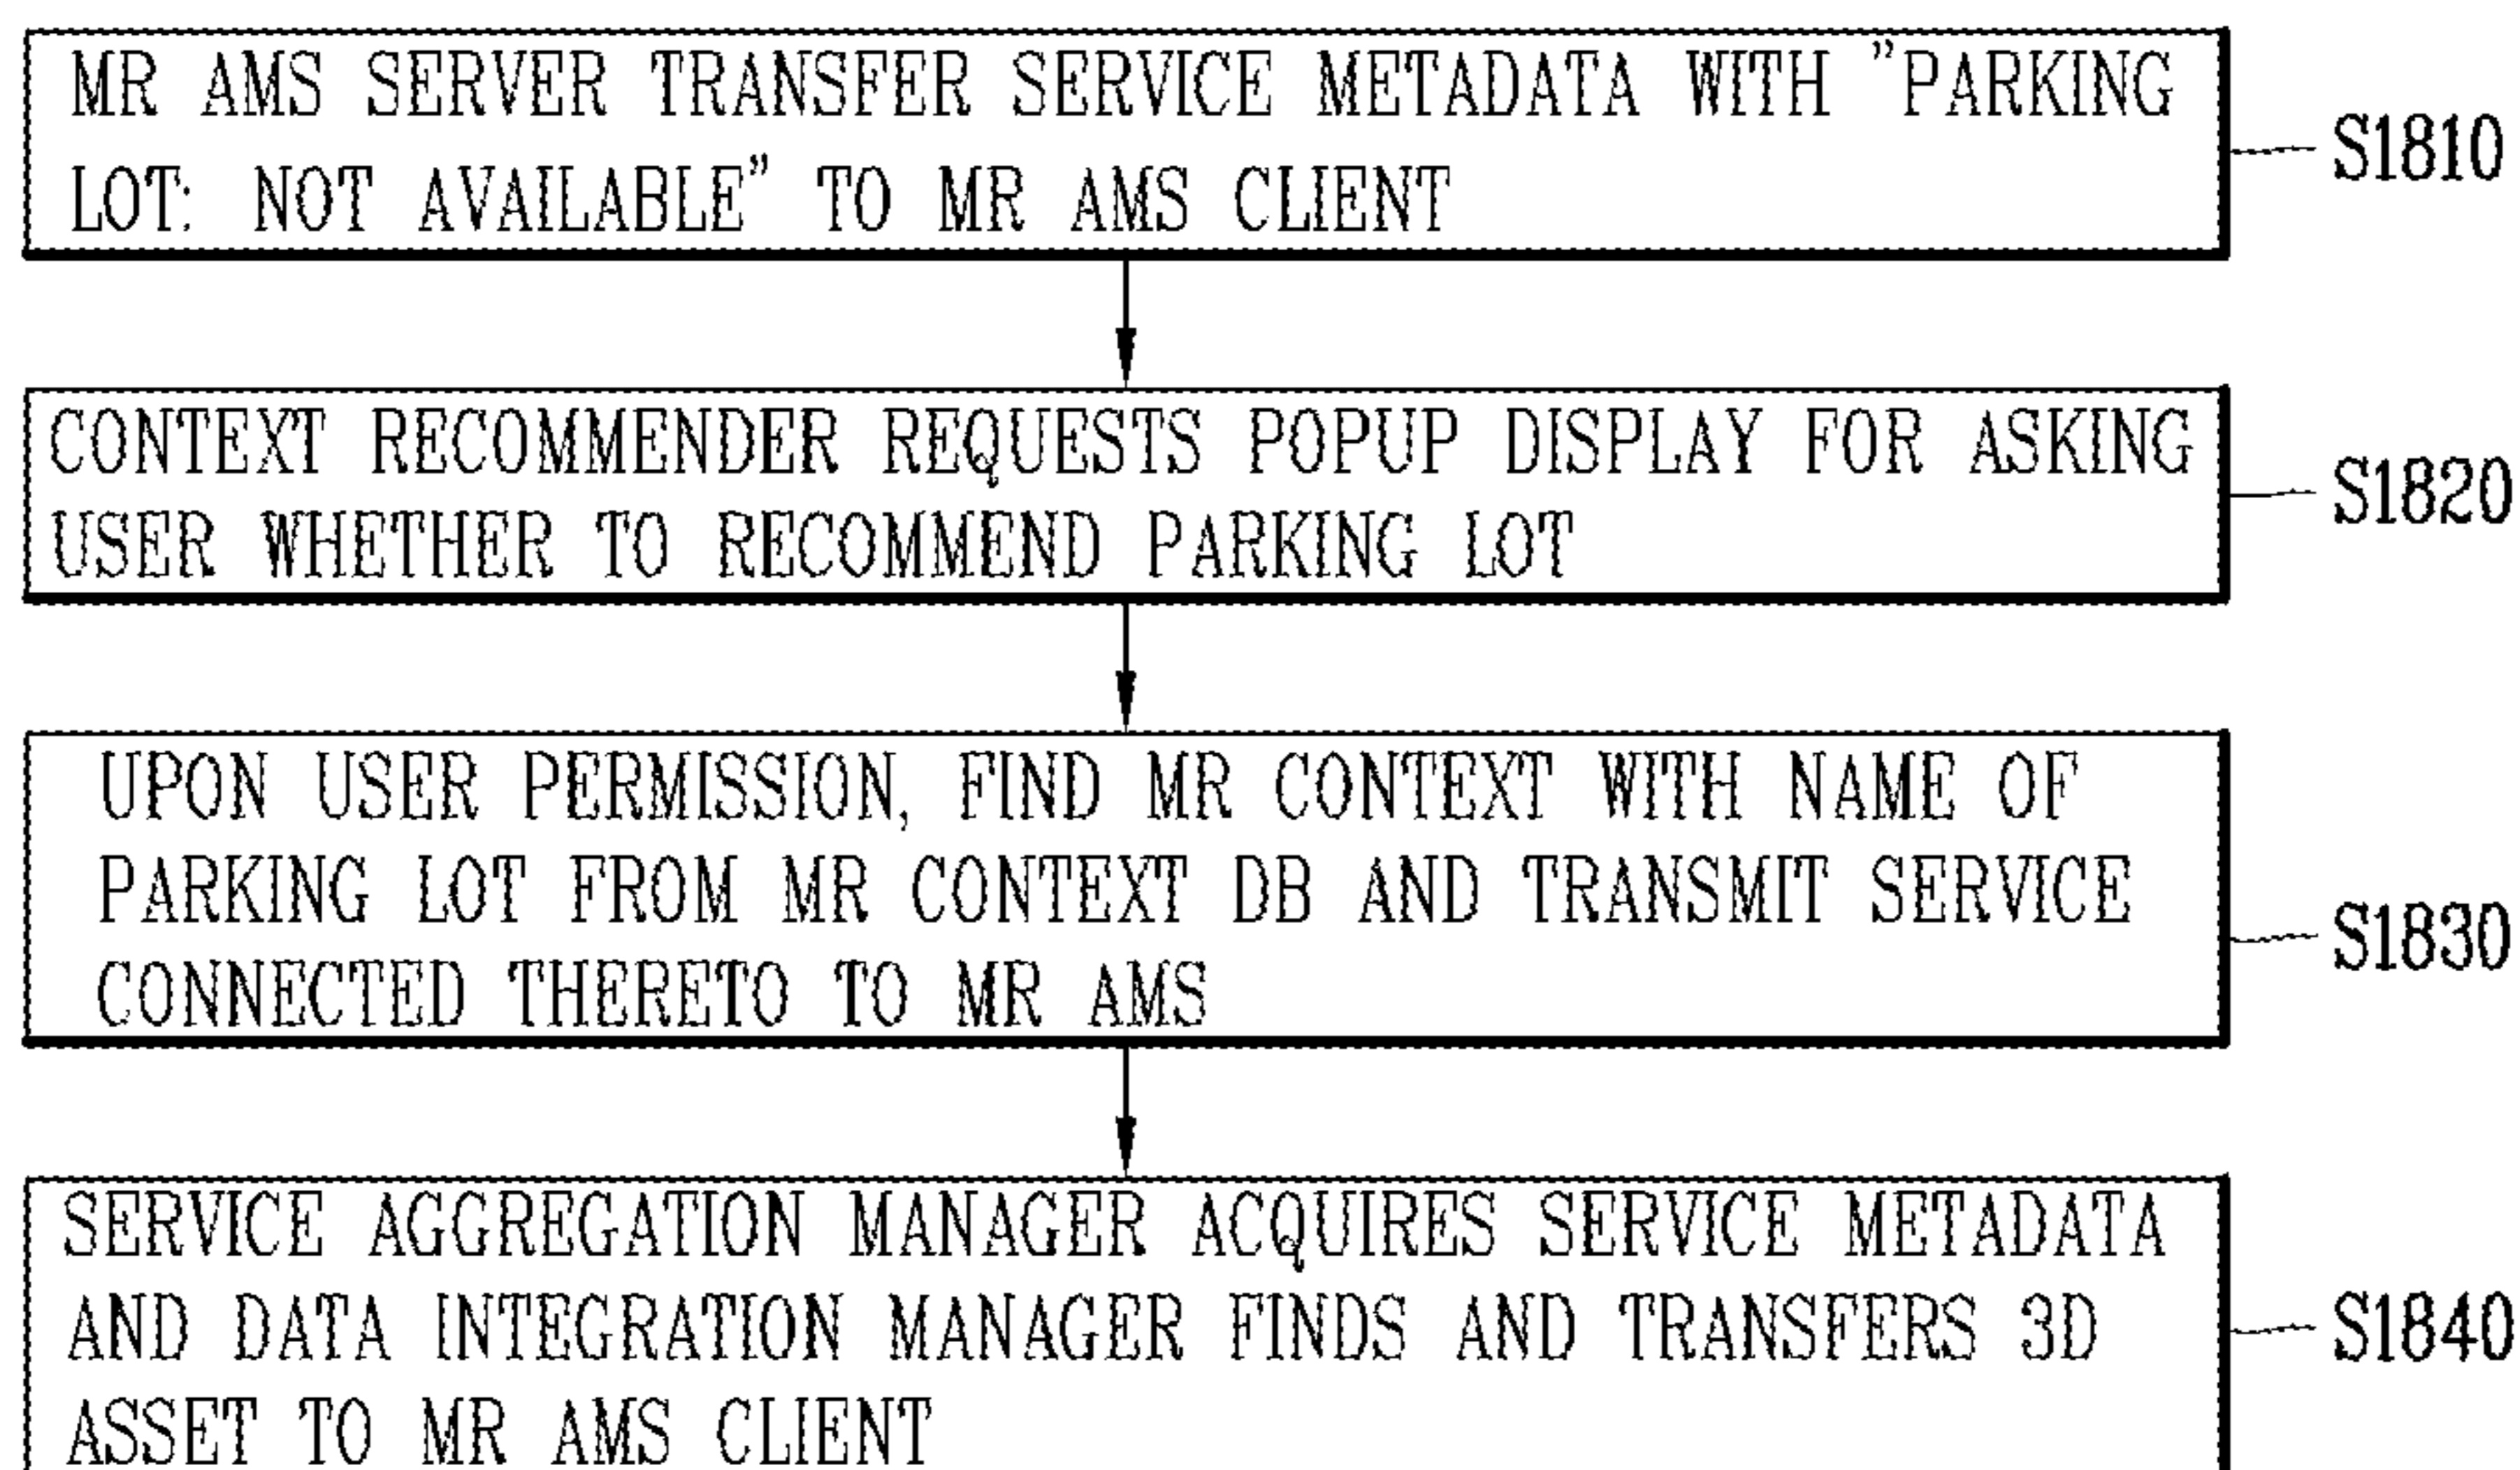 MR AMS SERVER TRANSFER SERVICE METADATA WITH "PARKING
LOT: NOT AVAILABLE" TO MR AMS CLIENT
S1810
CONTEXT RECOMMENDER REQUESTS POPUP DISPLAY FOR ASKING
USER WHETHER TO RECOMMEND PARKING LOT
S1820
UPON USER PERMISSION, FIND MR CONTEXT WITH NAME OF
PARKING LOT FROM MR CONTEXT DB AND TRANSMIT SERVICE
CONNECTED THERETO TO MR AMS
S1830
SERVICE AGGREGATION MANAGER ACQUIRES SERVICE METADATA
AND DATA INTEGRATION MANAGER FINDS AND TRANSFERS 3D
ASSET TO MR AMS CLIENT
S1840